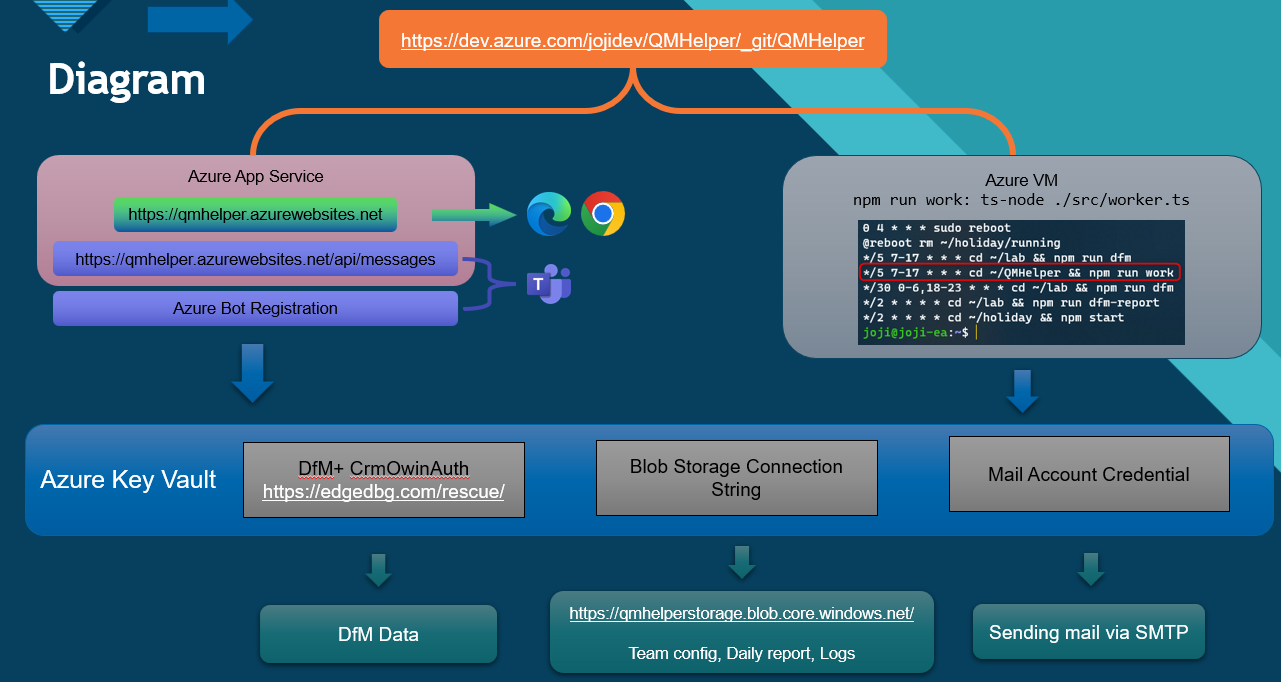 https://dev.azure.com/jojidev/QMHelper/_git/QMHelper
Diagram
Azure App Service
https://qmhelper.azurewebsites.net
https://qmhelper.azurewebsites.net/api/messages
Azure Bot Registration
T
Azure VM
npm run work: ts-node ./src/worker.ts
0 4 * * * sudo reboot
@reboot rm ~/holiday/running
*/5 7-17 * * * cd ~/lab && npm run dfm
*/5 7-17 * * * cd ~/QMHelper && npm run work
*/30 0-6,18-23 * * * cd ~/lab && npm run dfm
*/2 * * * * cd ~/lab && npm run dfm-report
*/2 * * * * cd ~/holiday && npm start
joji@joji-ea:~$
Azure Key Vault
DfM+ CrmOwinAuth
https://edgedbg.com/rescue/
Blob Storage Connection
String
Mail Account Credential
DfM Data
https://qmhelperstorage.blob.core.windows.net/
Team config, Daily report, Logs
Sending mail via SMTP